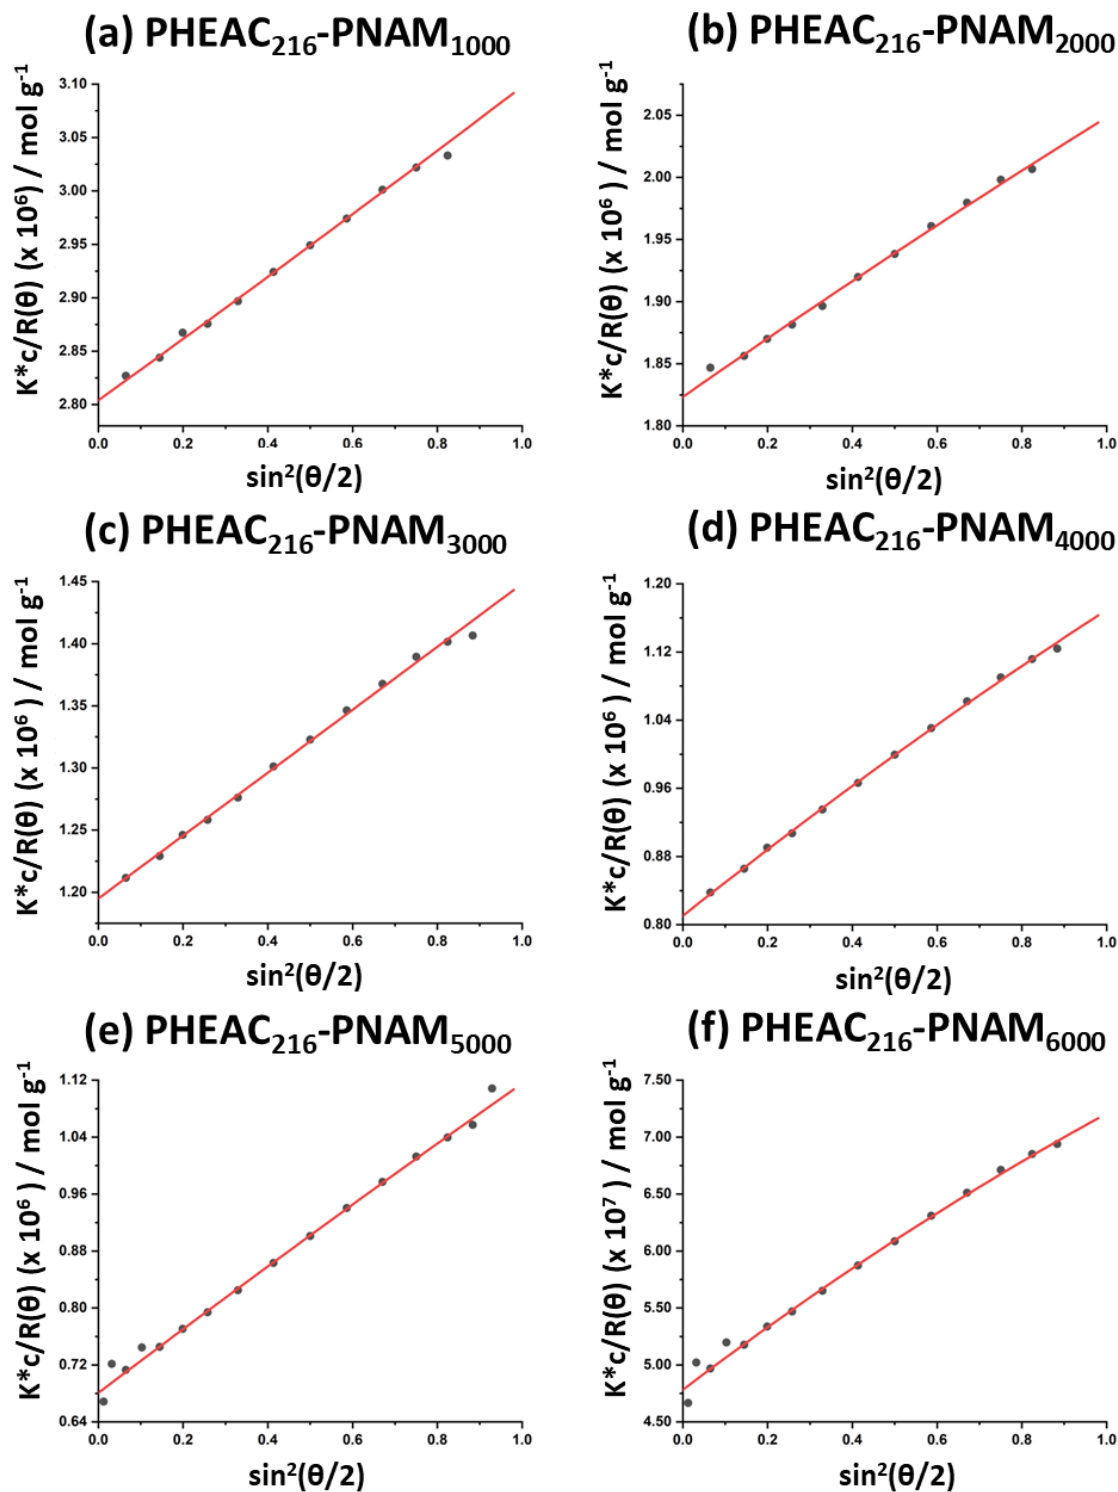 (a) PHEAC₂₁₆-PNAM₁₀₀₀
K*c/R(θ) (x 10⁶) / mol g⁻¹
3.10
3.05
3.00
2.95
2.90
2.85
2.80
0.0 0.2 0.4 0.6 0.8 1.0
sin²(θ/2)
(b) PHEAC₂₁₆-PNAM₂₀₀₀
K*c/R(θ) (x 10⁶ ) / mol g⁻¹
2.05
2.00
1.95
1.90
1.85
1.80
0.0 0.2 0.4 0.6 0.8 1.0
sin²(θ/2)
(c) PHEAC₂₁₆-PNAM₃₀₀₀
K*c/R(θ) (x 10⁶ ) / mol g⁻¹
1.45
1.40
1.35
1.30
1.25
1.20
0.0 0.2 0.4 0.6 0.8 1.0
sin²(θ/2)
(d) PHEAC₂₁₆-PNAM₄₀₀₀
K*c/R(θ) (x 10⁶ ) / mol g⁻¹
1.20
1.12
1.04
0.96
0.88
0.80
0.0 0.2 0.4 0.6 0.8 1.0
sin²(θ/2)
(e) PHEAC₂₁₆-PNAM₅₀₀₀
K*c/R(θ) (x 10⁶ ) / mol g⁻¹
1.12
1.04
0.96
0.88
0.80
0.72
0.64
0.0 0.2 0.4 0.6 0.8 1.0
sin²(θ/2)
(f) PHEAC₂₁₆-PNAM₆₀₀₀
K*c/R(θ) (x 10⁷ ) / mol g⁻¹
7.50
7.00
6.50
6.00
5.50
5.00
4.50
0.0 0.2 0.4 0.6 0.8 1.0
sin²(θ/2)